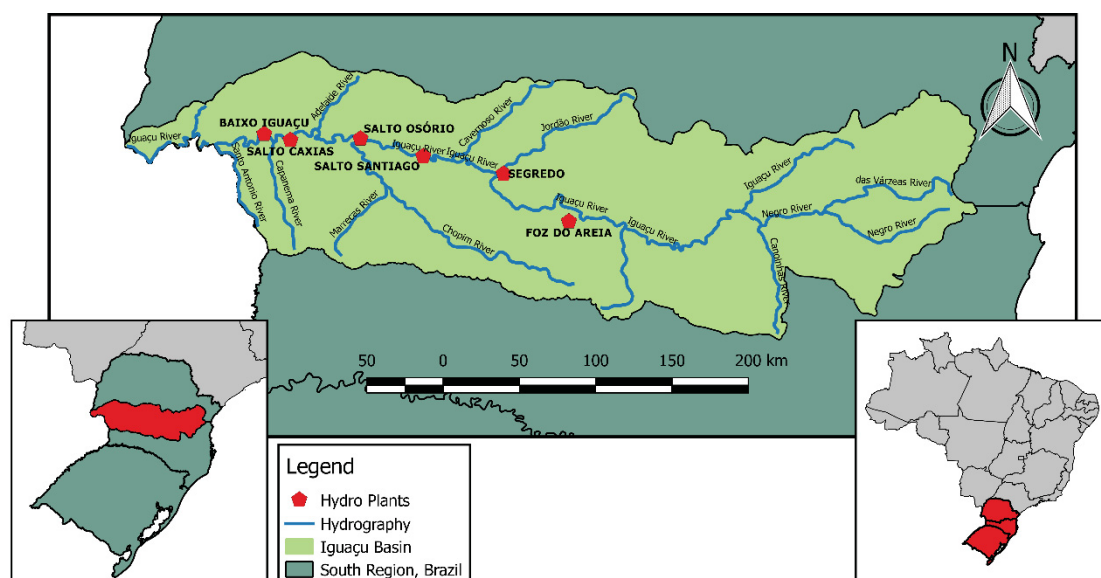 N
Adelaide River
Cavernoso River
Jordão River
BAIXO IGUAÇU
SALTO OSÓRIO
Iguaçu River
SALTO CAXIAS
Iguaçu River
Iguaçu River
SALTO SANTIAGO
SEGREDO
Iguaçu River
das Várzeas River
Santo Antonio River
Capanema River
Marrecas River
Chopim River
Iguaçu River
FOZ DO AREIA
Iguaçu River
Negro River
Negro River
Canoinhas River
50 0 50 100 150 200 km
Legend
Hydro Plants
Hydrography
Iguaçu Basin
South Region, Brazil